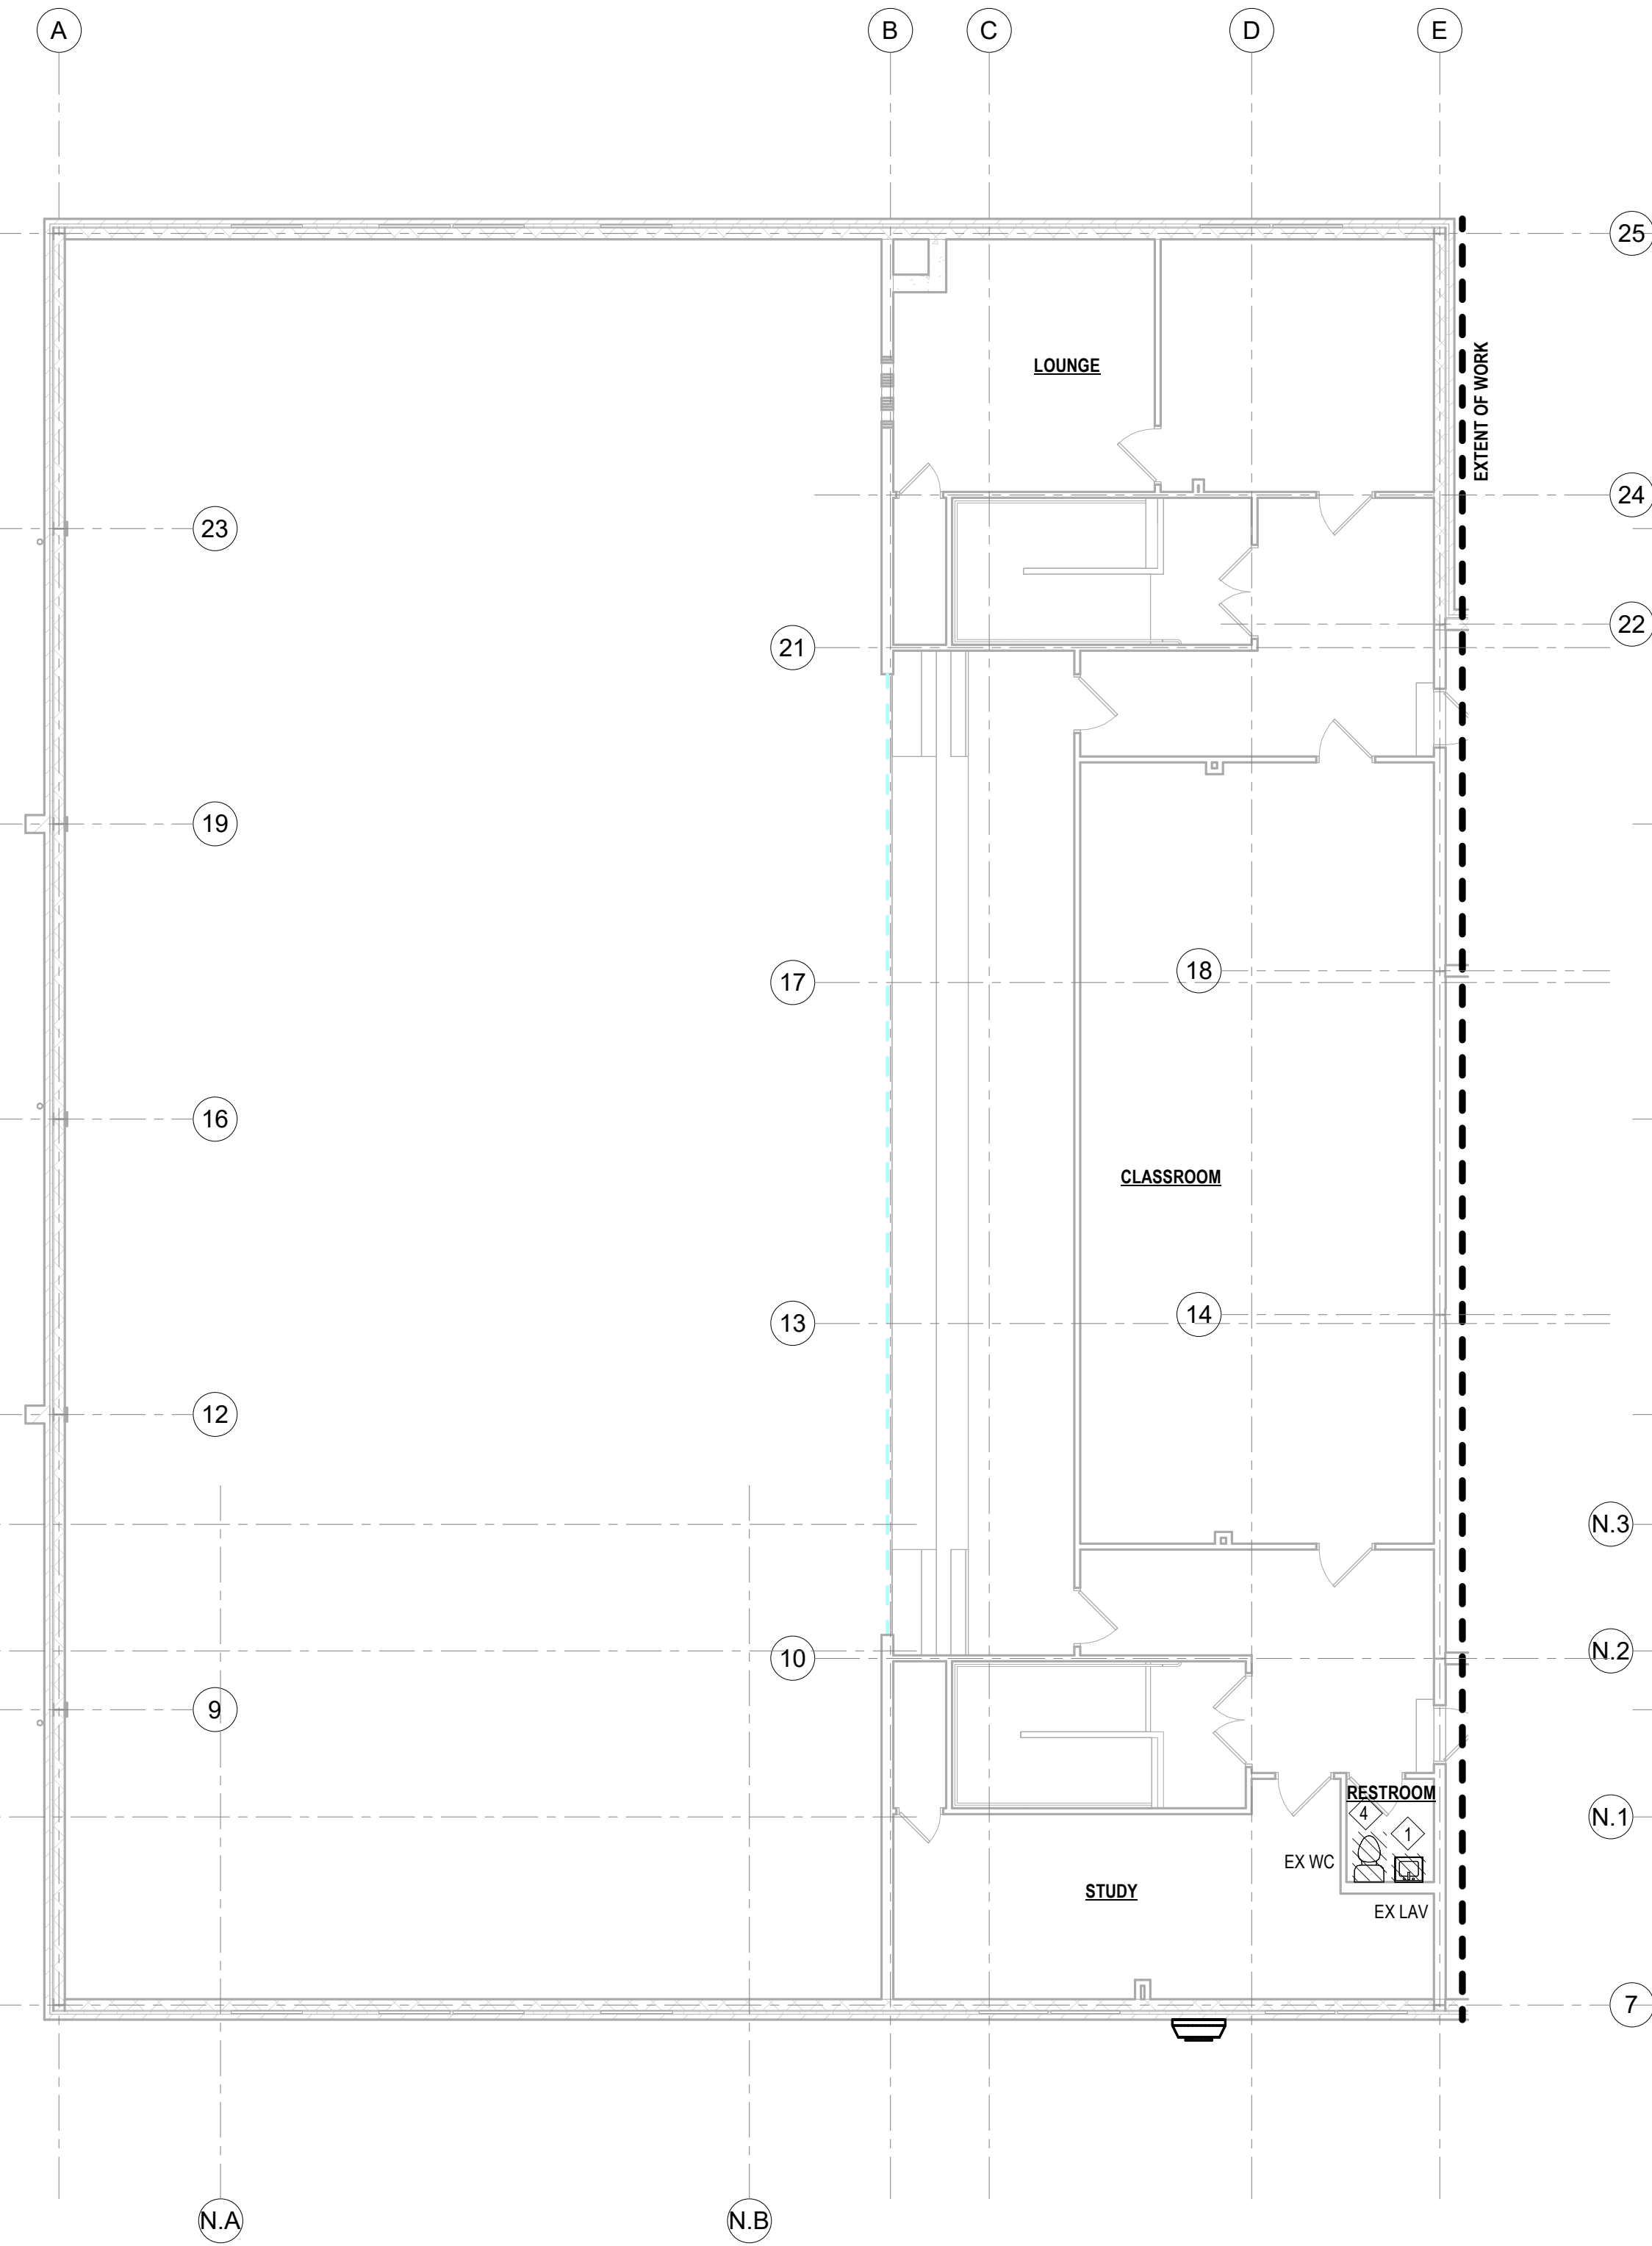 A
B
C
D
E
25
LOUNGE
EXTENT OF WORK
24
23
22
21
19
18
17
16
CLASSROOM
14
13
12
N.3
N.2
10
9
RESTROOM
4
N.1
1
EX WC
STUDY
EX LAV
7
N.A
N.B